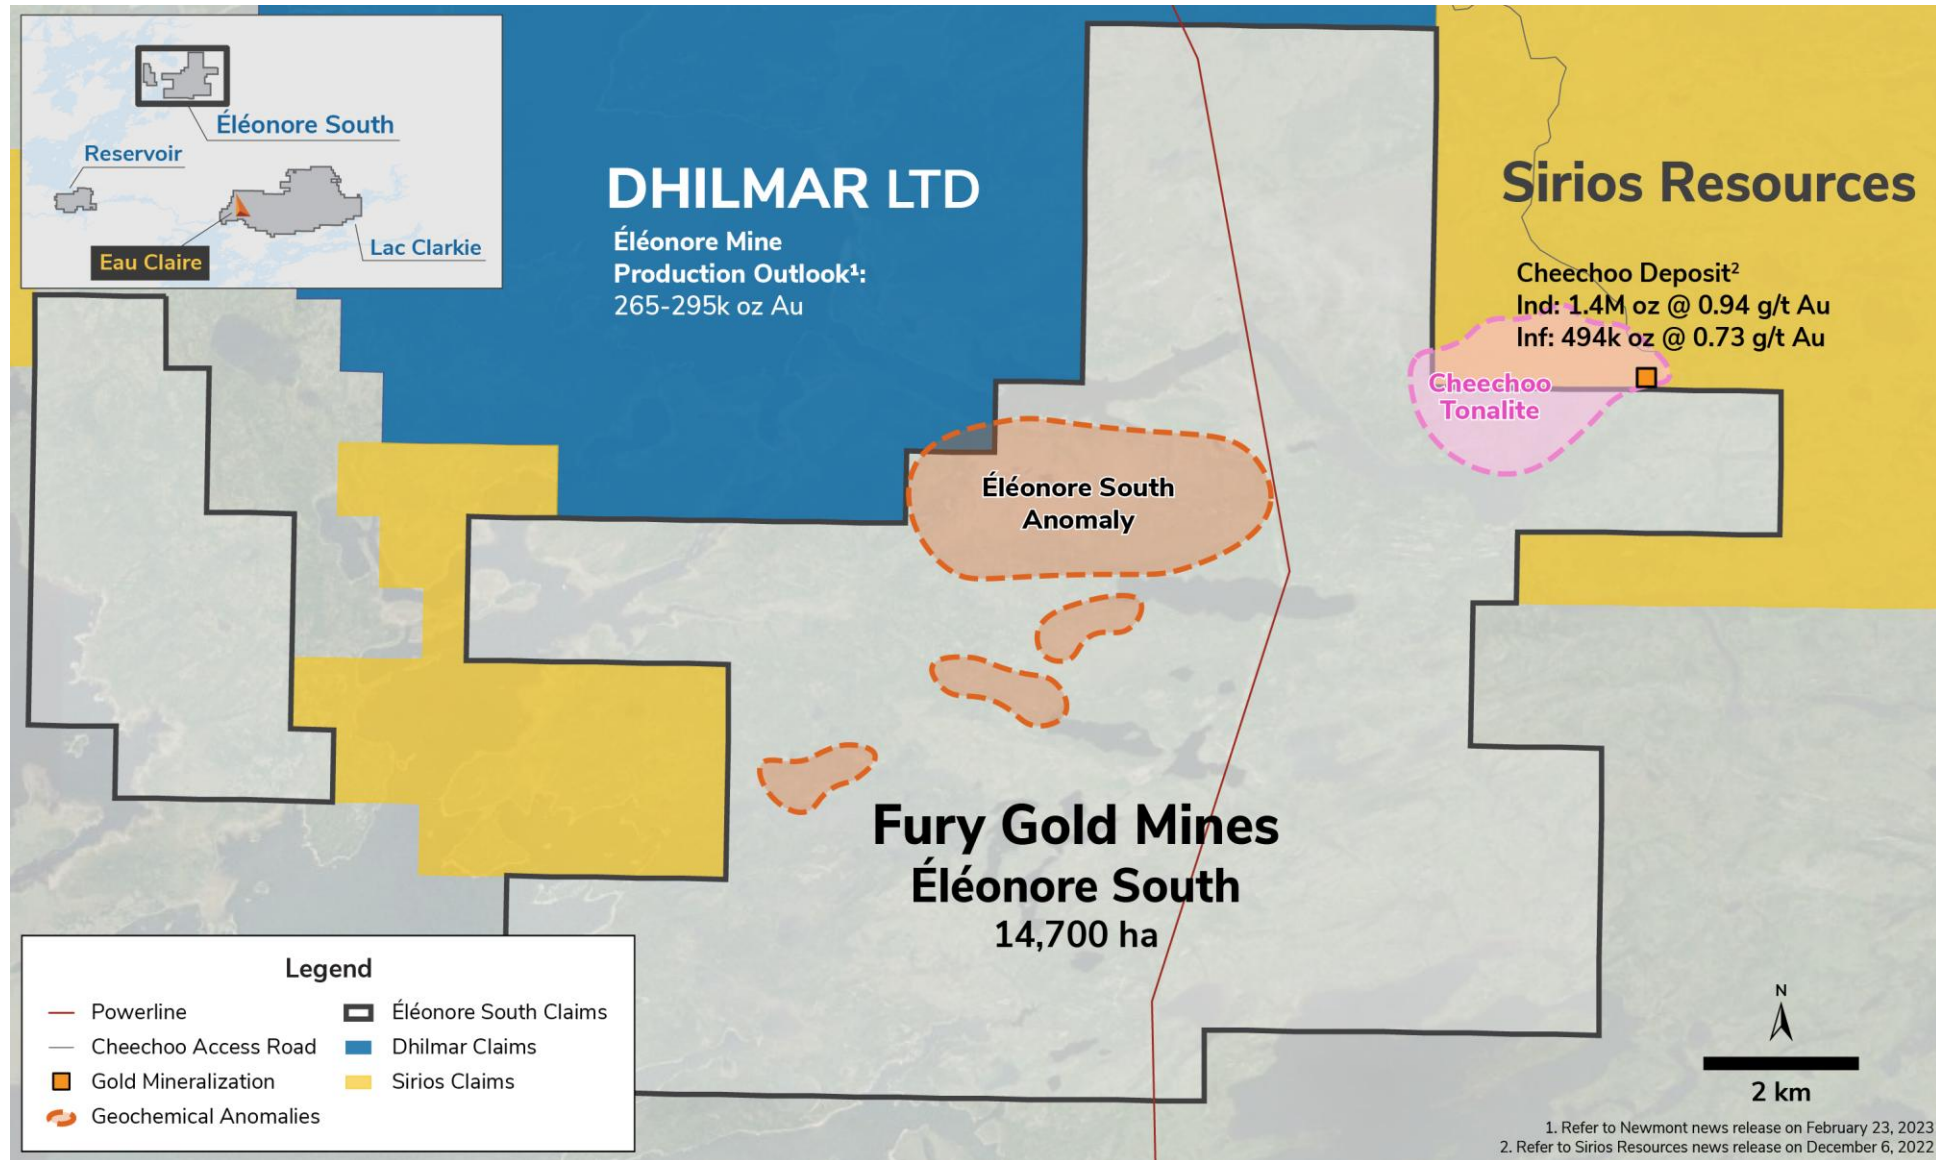 Éléonore South
Reservoir
Eau Claire
Lac Clarkie
DHILMAR LTD
Éléonore Mine
Production Outlook¹:
265-295k oz Au
Sirios Resources
Cheechoo Deposit²
Ind: 1.4M oz @ 0.94 g/t Au
Inf: 494k oz @ 0.73 g/t Au
Cheechoo
Tonalite
Éléonore South
Anomaly
Fury Gold Mines
Éléonore South
14,700 ha
Legend
Powerline
Cheechoo Access Road
Gold Mineralization
Geochemical Anomalies
Éléonore South Claims
Dhilmar Claims
Sirios Claims
N
2 km
1. Refer to Newmont news release on February 23, 2023
2. Refer to Sirios Resources news release on December 6, 2022